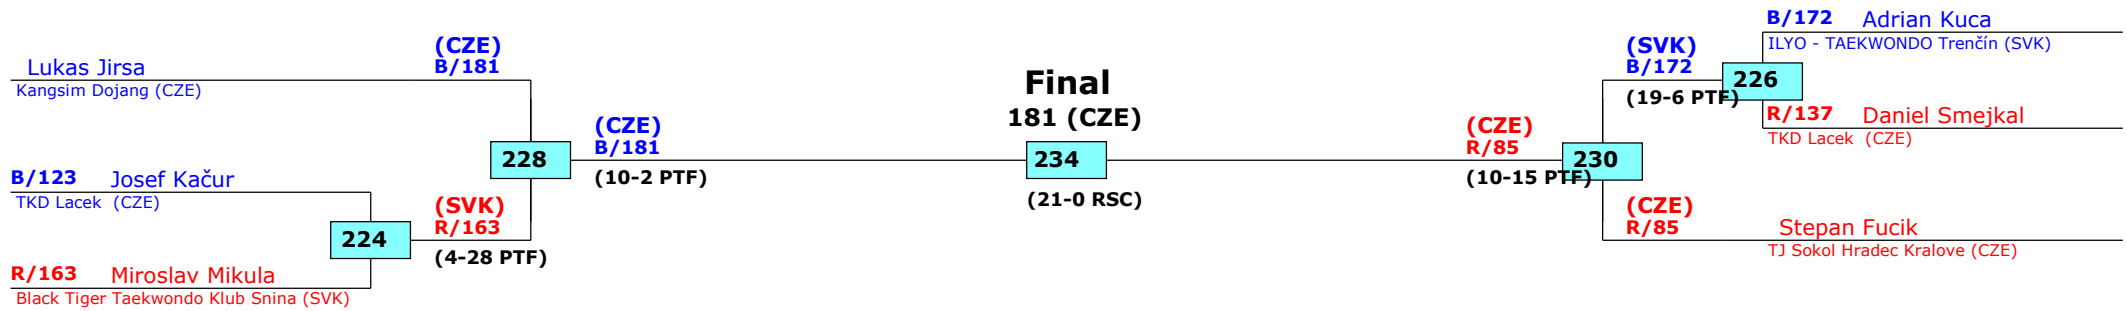 Lukas Jirsa
Kangsim Dojang (CZE)
(CZE)
B/181
B/123 Josef Kačur
TKD Lacek (CZE)
R/163 Miroslav Mikula
Black Tiger Taekwondo Klub Snina (SVK)
224
(SVK)
R/163
(4-28 PTF)
228
(CZE)
B/181
(10-2 PTF)
Final
181 (CZE)
234
(21-0 RSC)
(CZE)
R/85
(10-15 PTF)
230
(SVK)
B/172
(19-6 PTF)
226
B/172 Adrian Kuca
ILYO - TAEKWONDO Trenčín (SVK)
R/137 Daniel Smejkal
TKD Lacek (CZE)
(CZE)
R/85
Stepan Fucik
TJ Sokol Hradec Kralove (CZE)